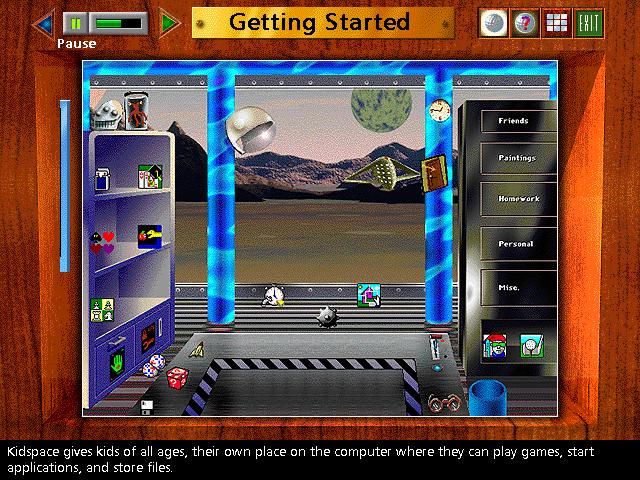 Getting Started
EXIT
Pause
Friends
Paintings
Homework
Personal
Misc.
Kidspace gives kids of all ages, their own place on the computer where they can play games, start
applications, and store files.